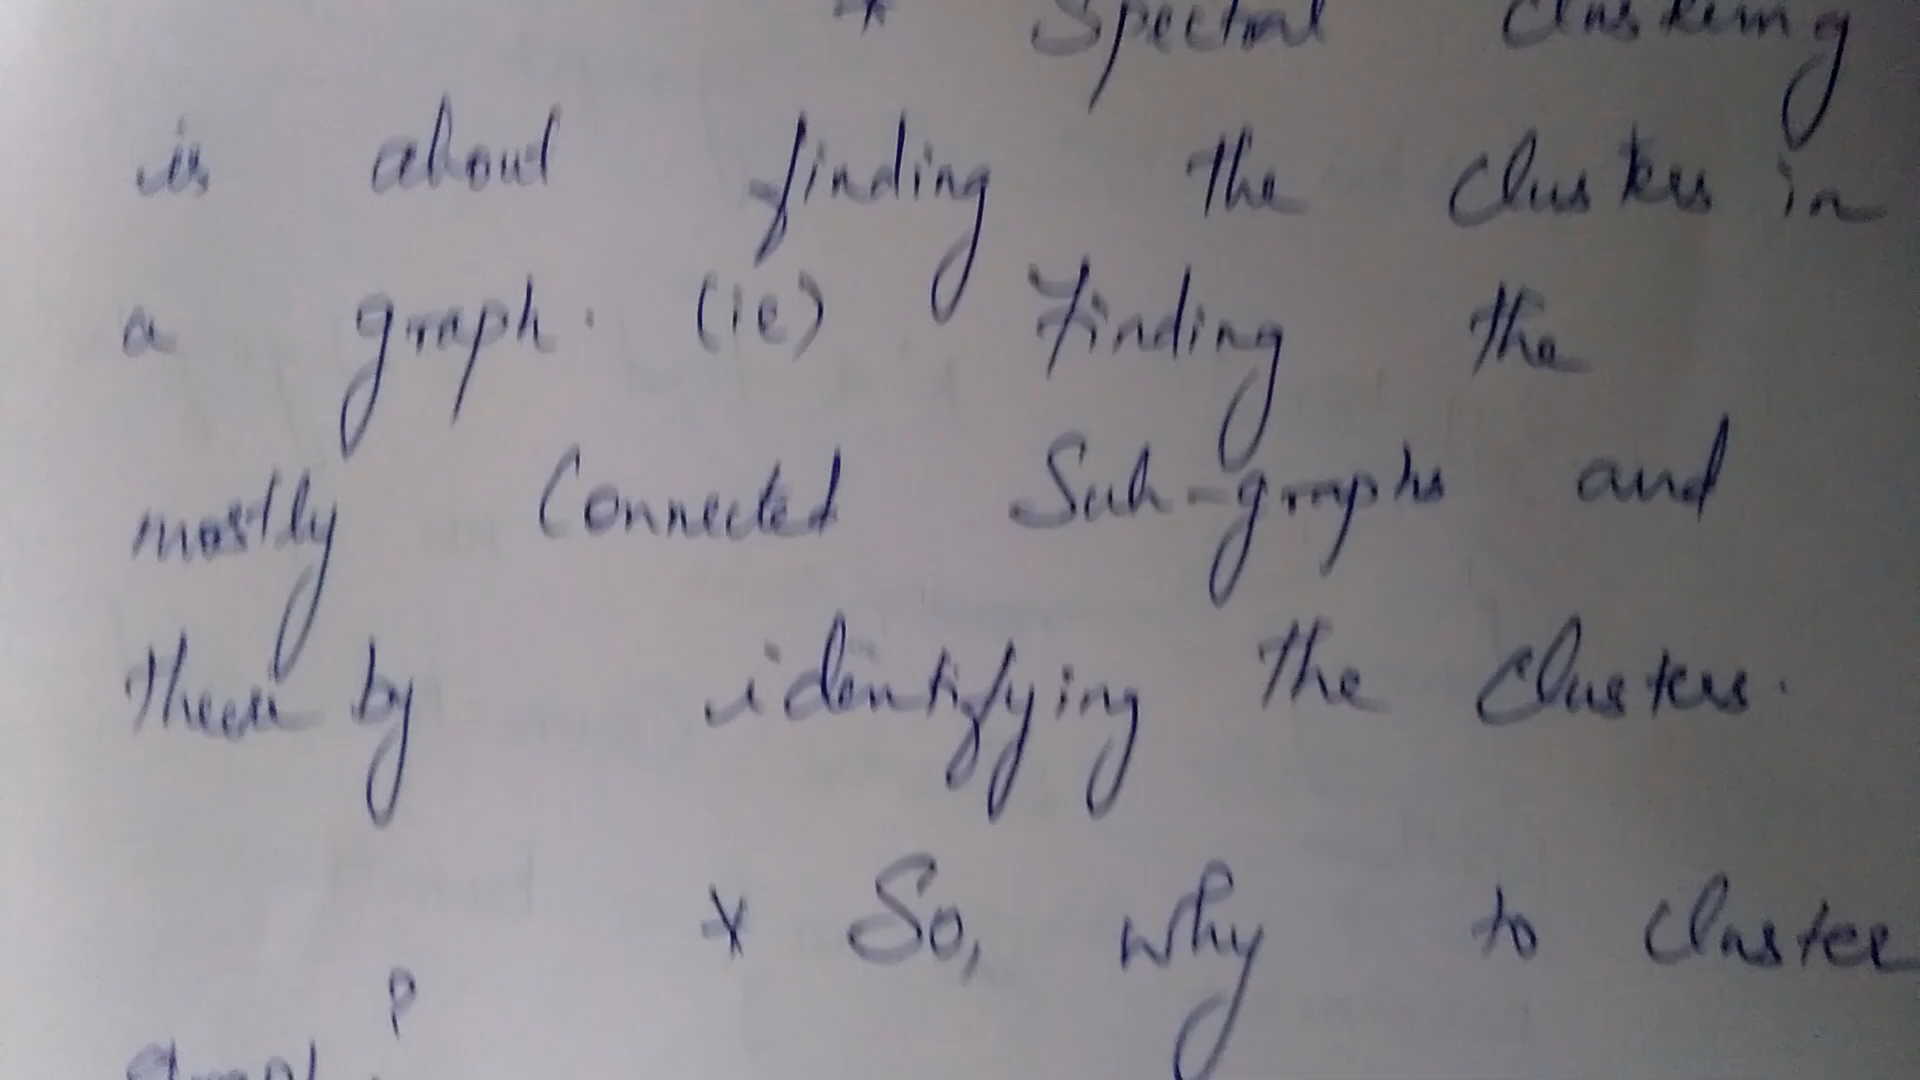 * Spectral Clustering
is about finding the clusters in
a graph. (ie) Finding the
mostly Connected Sub-graphs and
there by identifying the Clusters.
* So, why to cluster
Graph ?